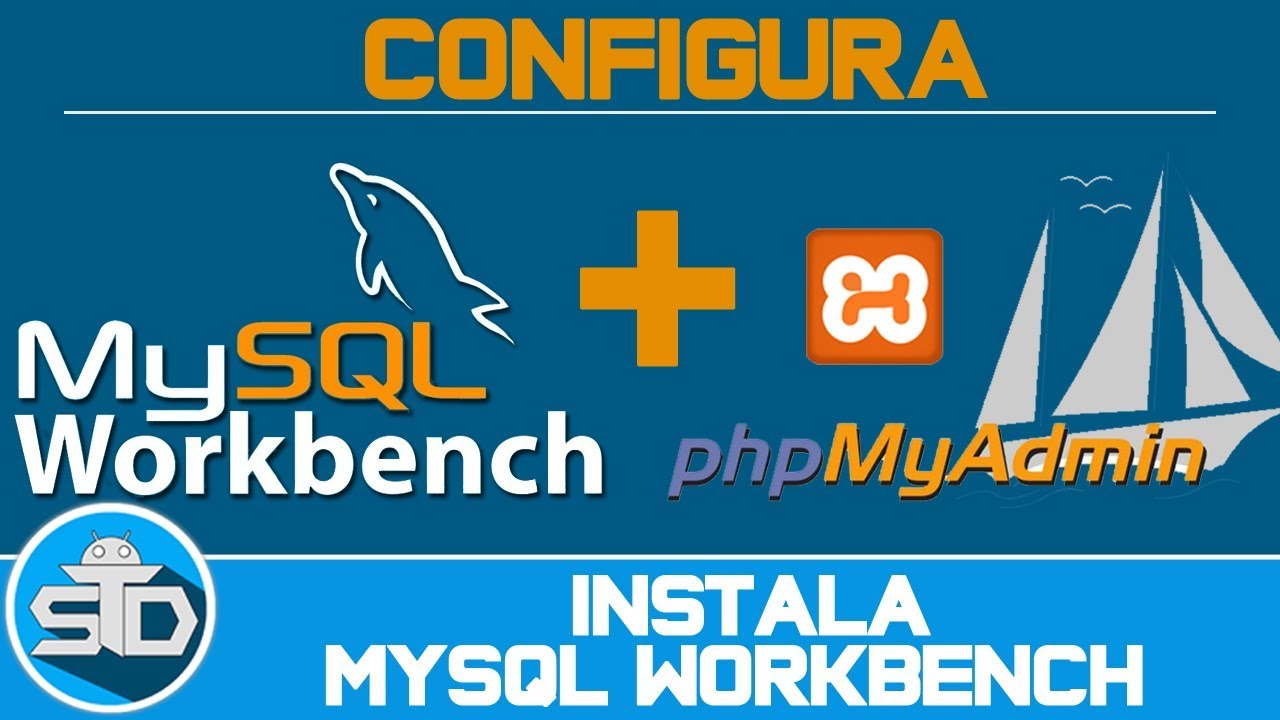 CONFIGURA
MySQL
Workbench
phpMyAdmin
STD
INSTALA
MYSQL WORKBENCH